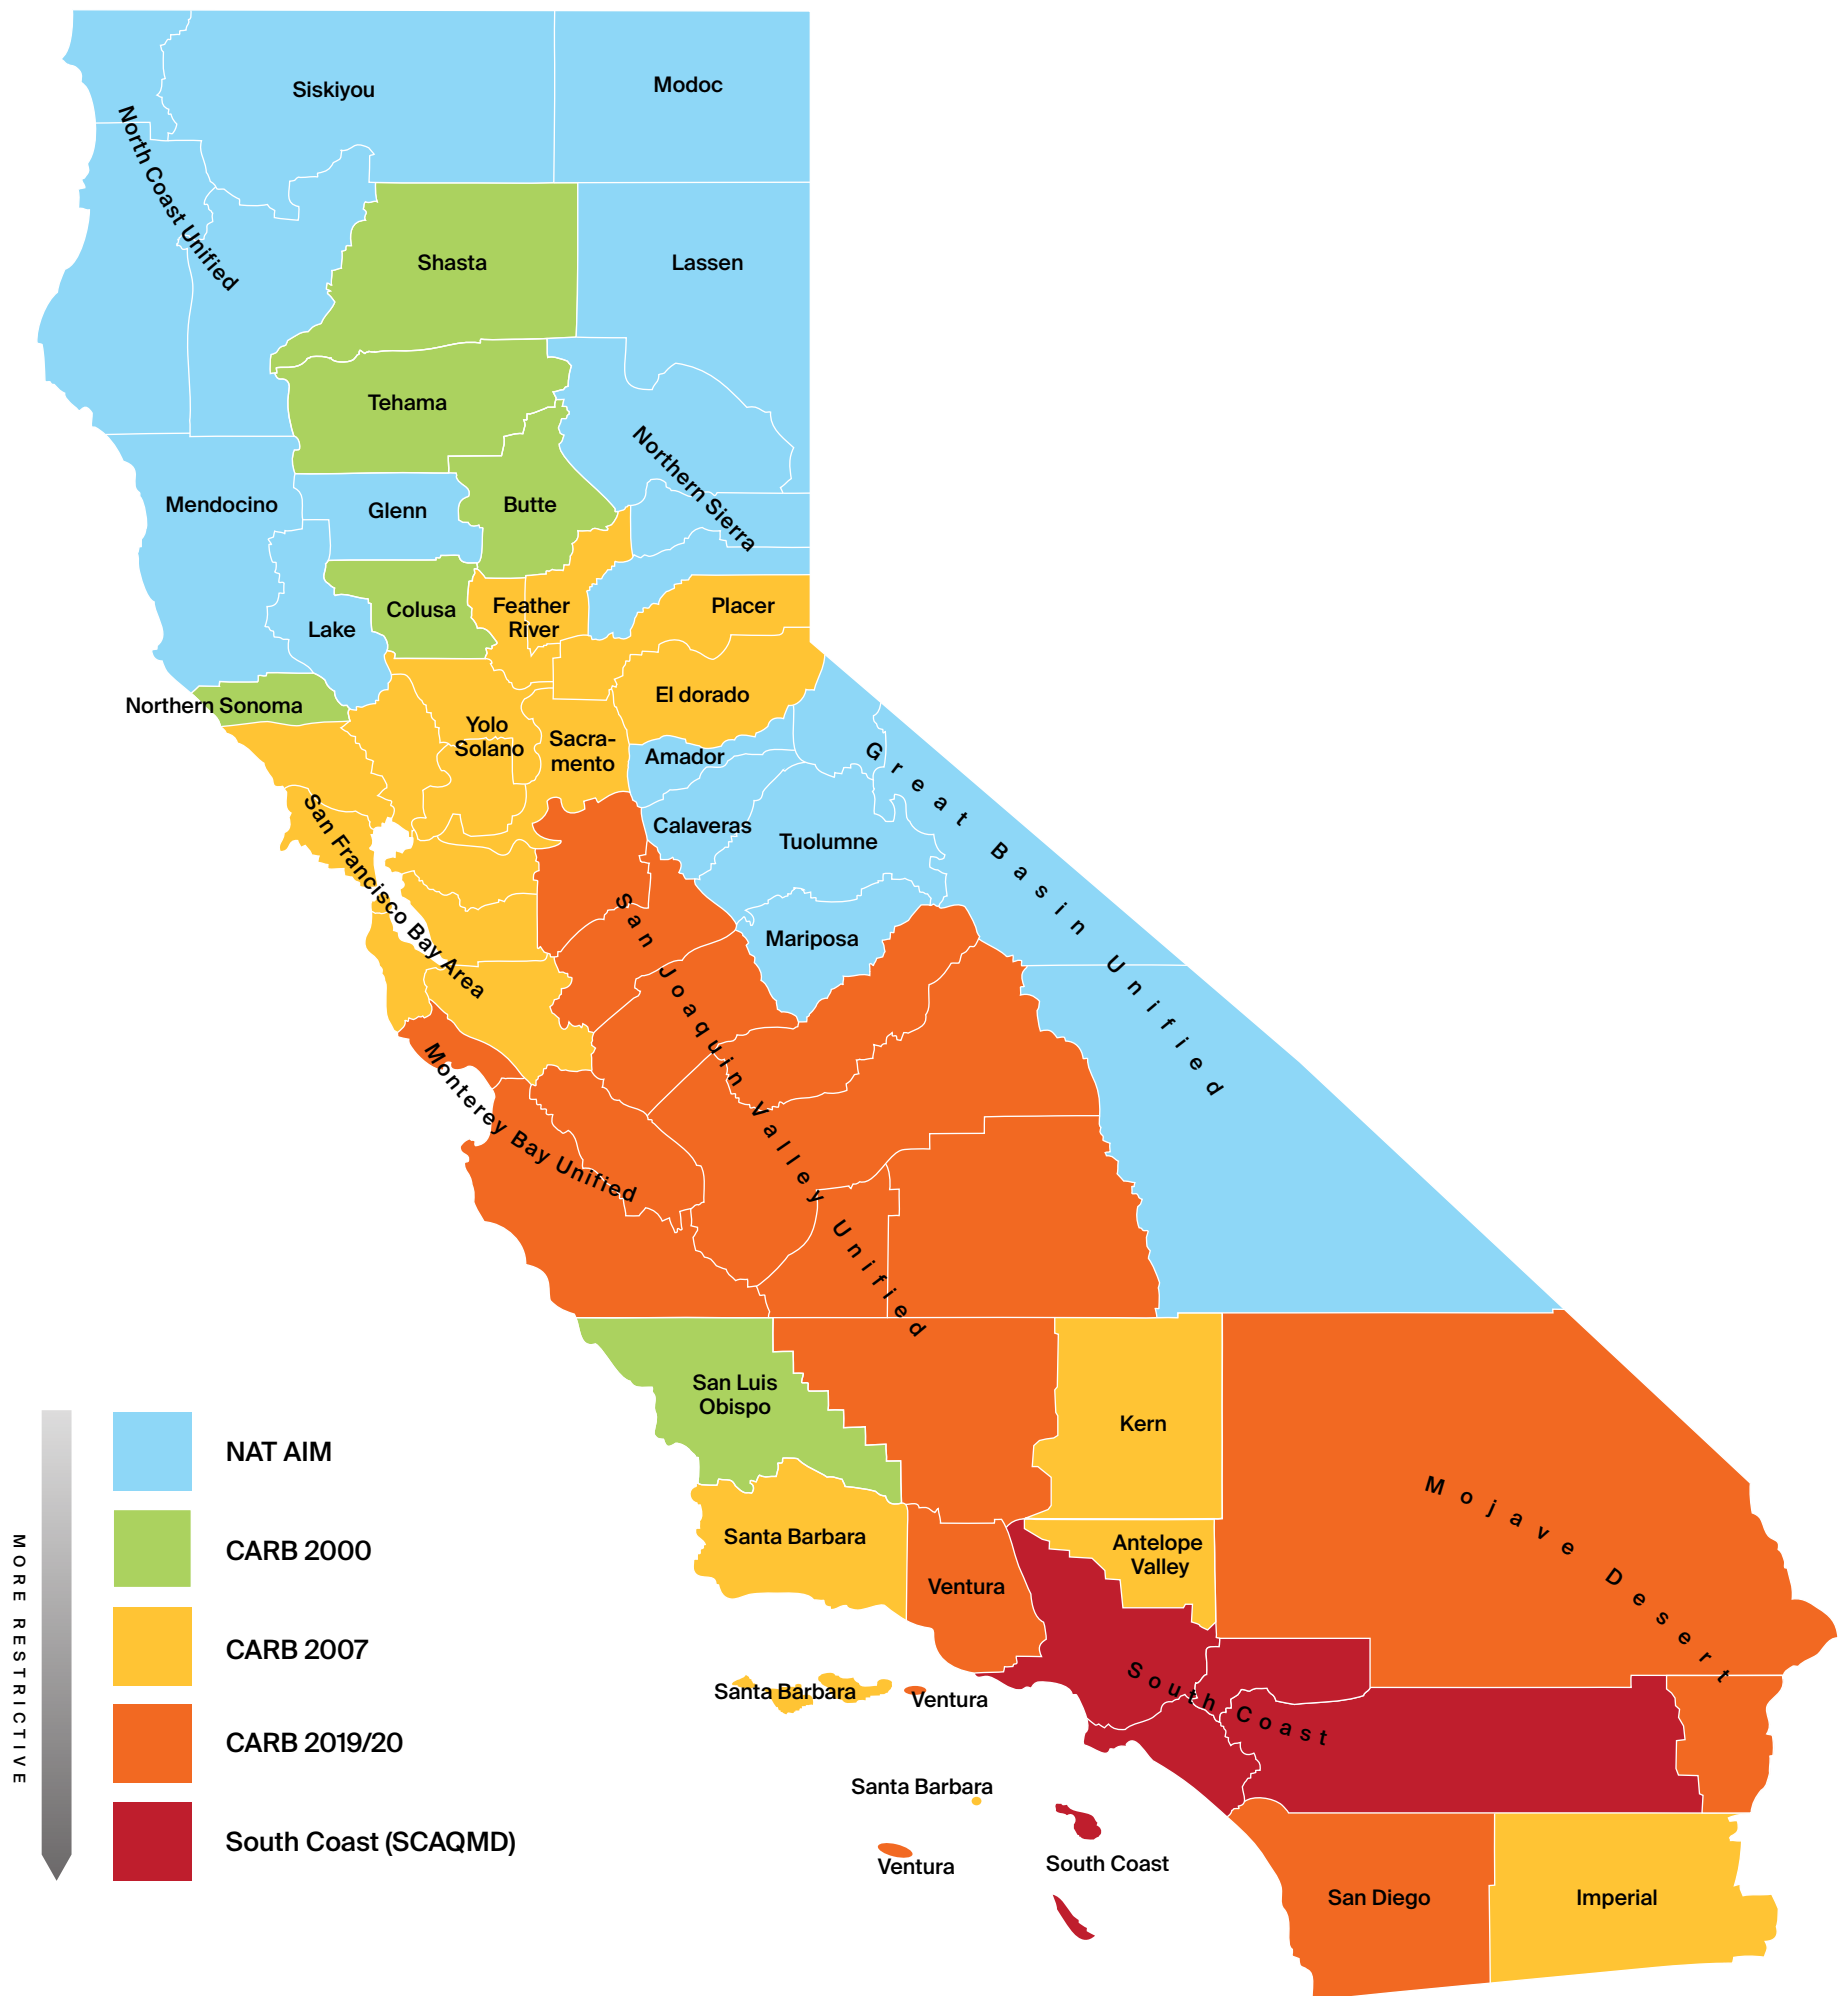 Siskiyou
Modoc
North Coast Unified
Shasta
Lassen
Tehama
Northern Sierra
Mendocino
Glenn
Butte
Colusa
Feather
River
Placer
Lake
El dorado
Northern Sonoma
Yolo
Solano
Sacra-
mento
Amador
Great Basin Unified
Calaveras
Tuolumne
San Francisco Bay Area
San Joaquin Valley Unified
Mariposa
Monterey Bay Unified
San Luis
Obispo
Kern
Mojave Desert
Santa Barbara
Antelope
Valley
Ventura
South Coast
Santa Barbara
Ventura
Santa Barbara
Ventura
South Coast
San Diego
Imperial
MORE RESTRICTIVE
NAT AIM
CARB 2000
CARB 2007
CARB 2019/20
South Coast (SCAQMD)